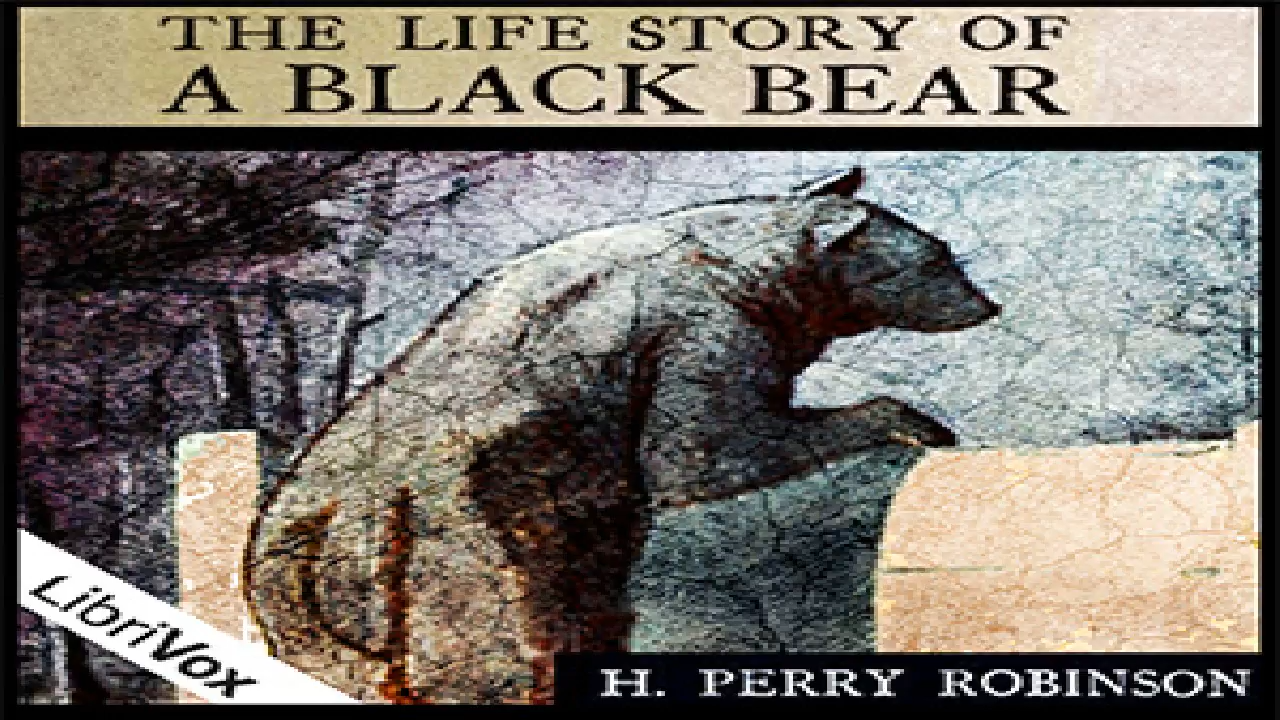 THE LIFE STORY OF
A BLACK BEAR
LibriVox
H. PERRY ROBINSON